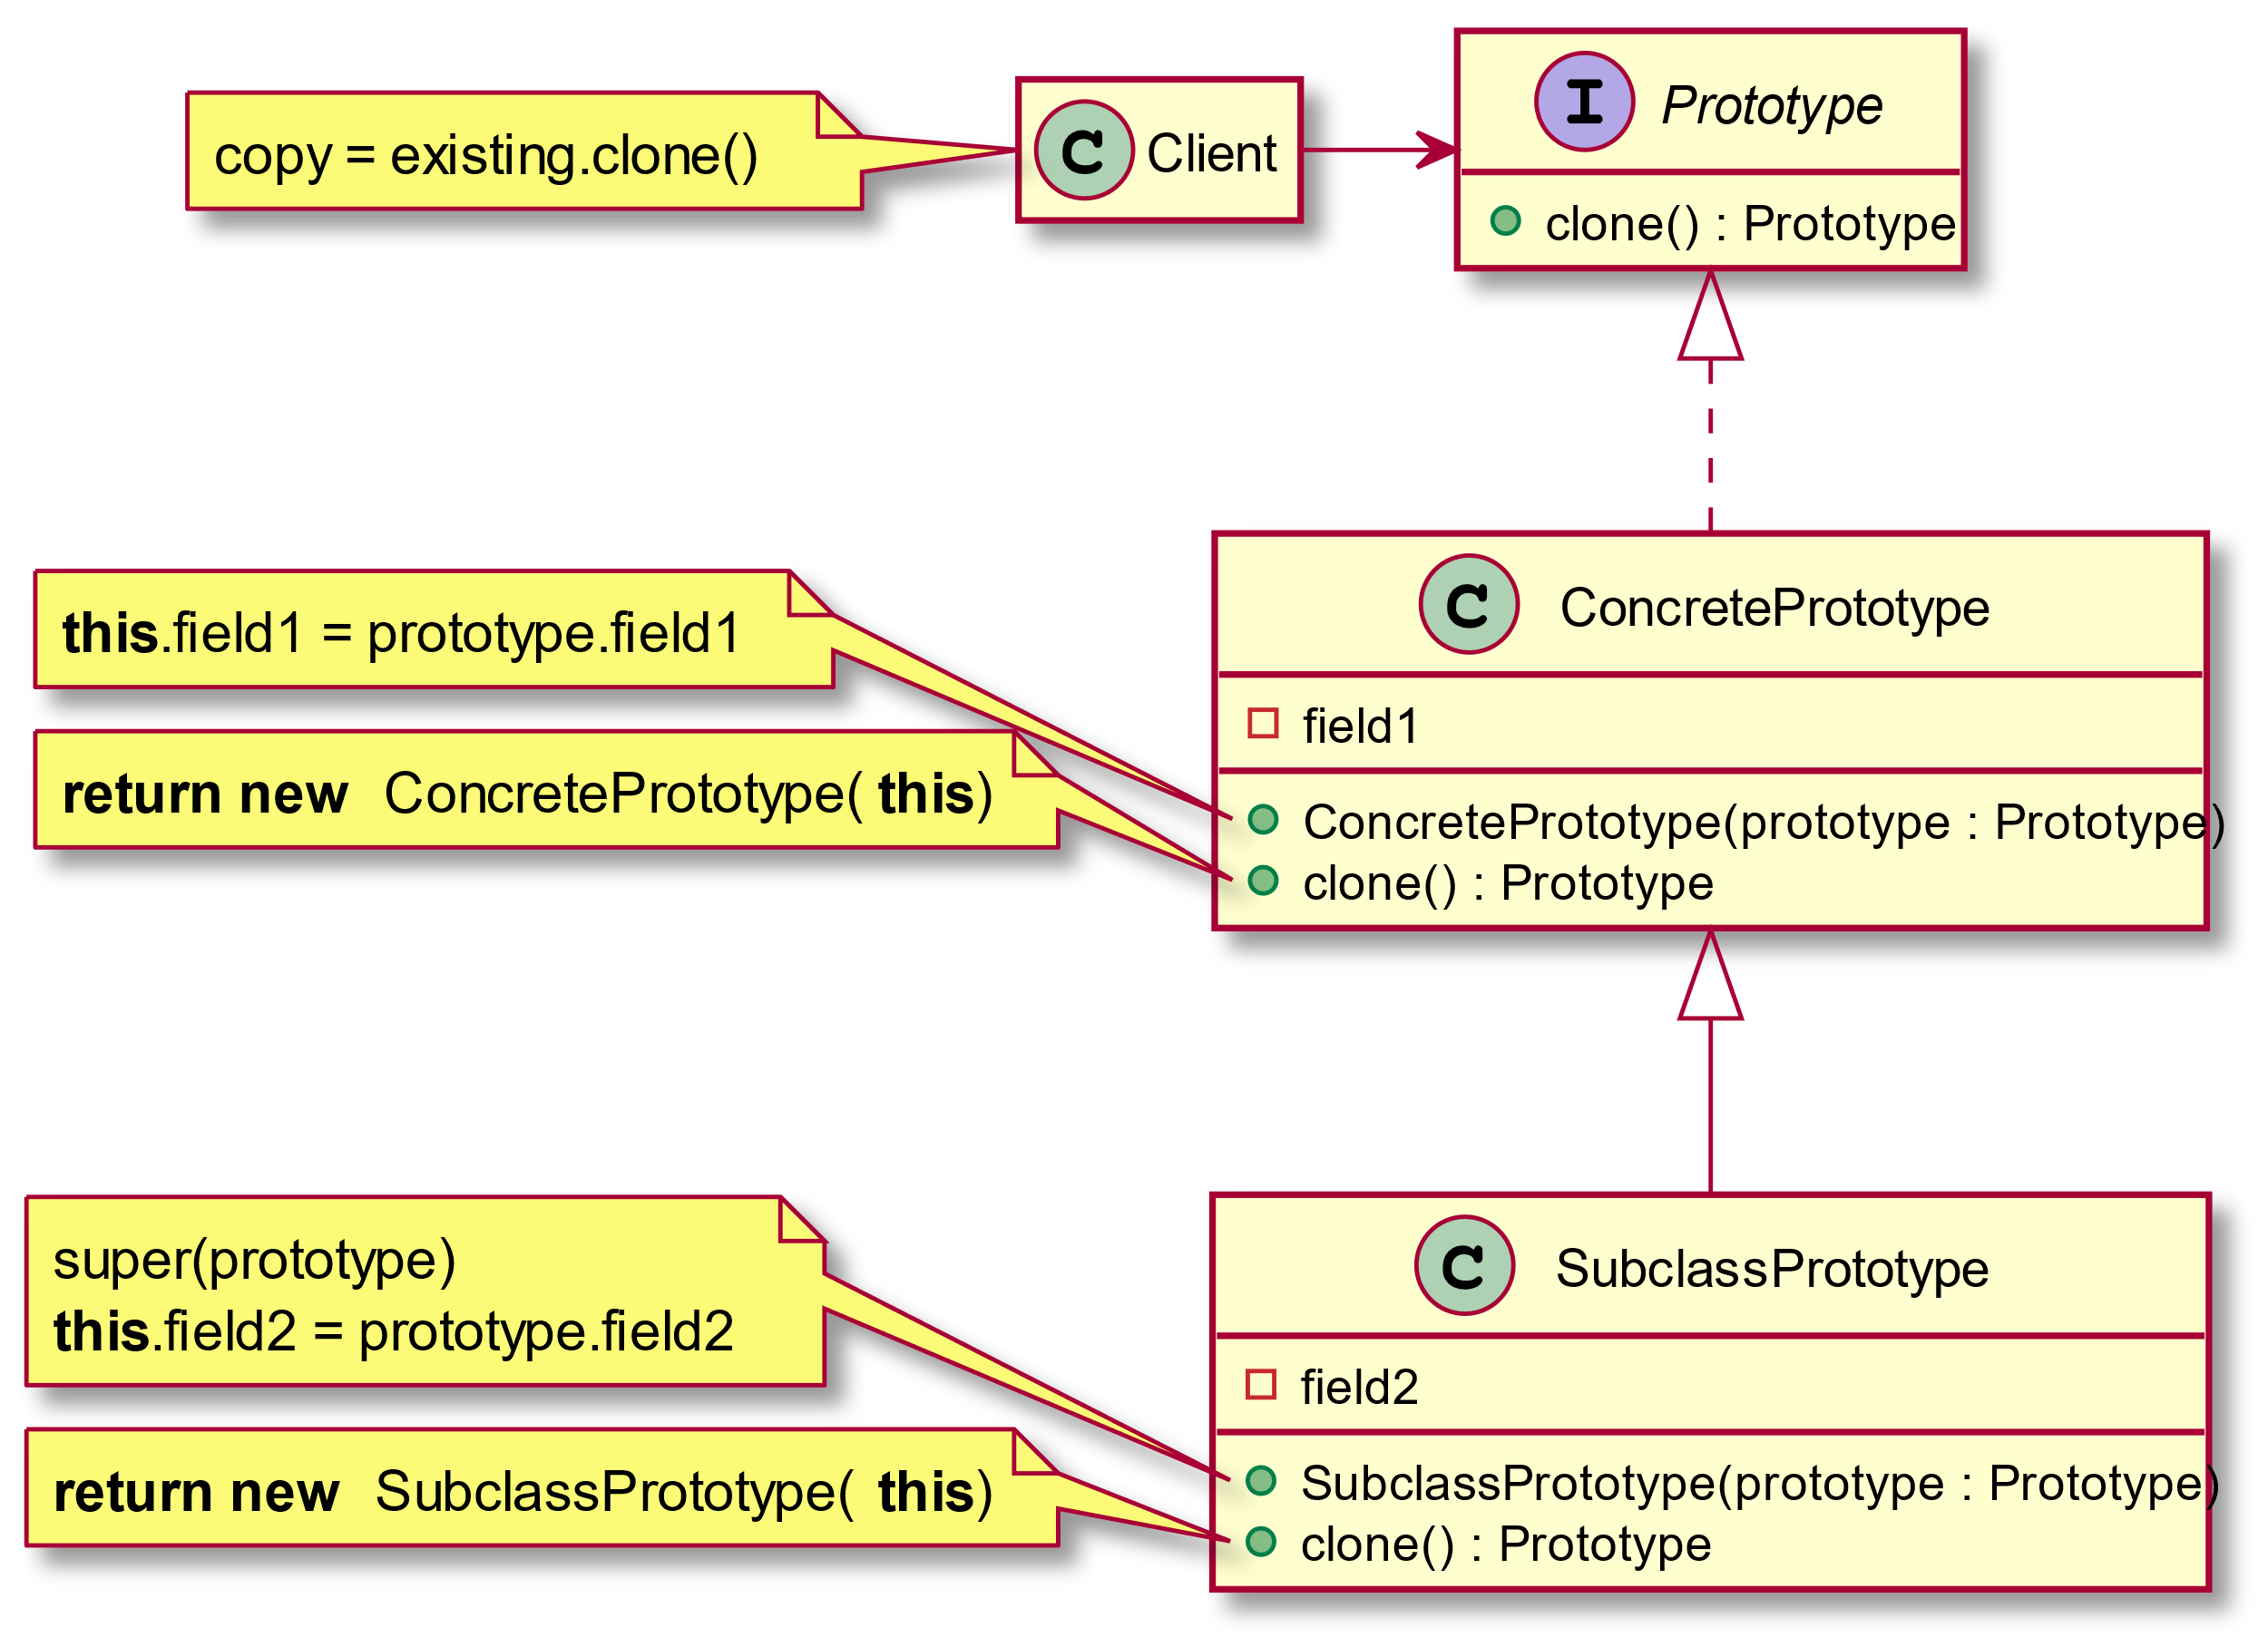 copy = existing.clone()
C Client
I Prototype
clone() : Prototype
C ConcretePrototype
field1
ConcretePrototype(prototype : Prototype)
clone() : Prototype
this.field1 = prototype.field1
return new ConcretePrototype( this)
C SubclassPrototype
field2
SubclassPrototype(prototype : Prototype)
clone() : Prototype
super(prototype)
this.field2 = prototype.field2
return new SubclassPrototype( this)